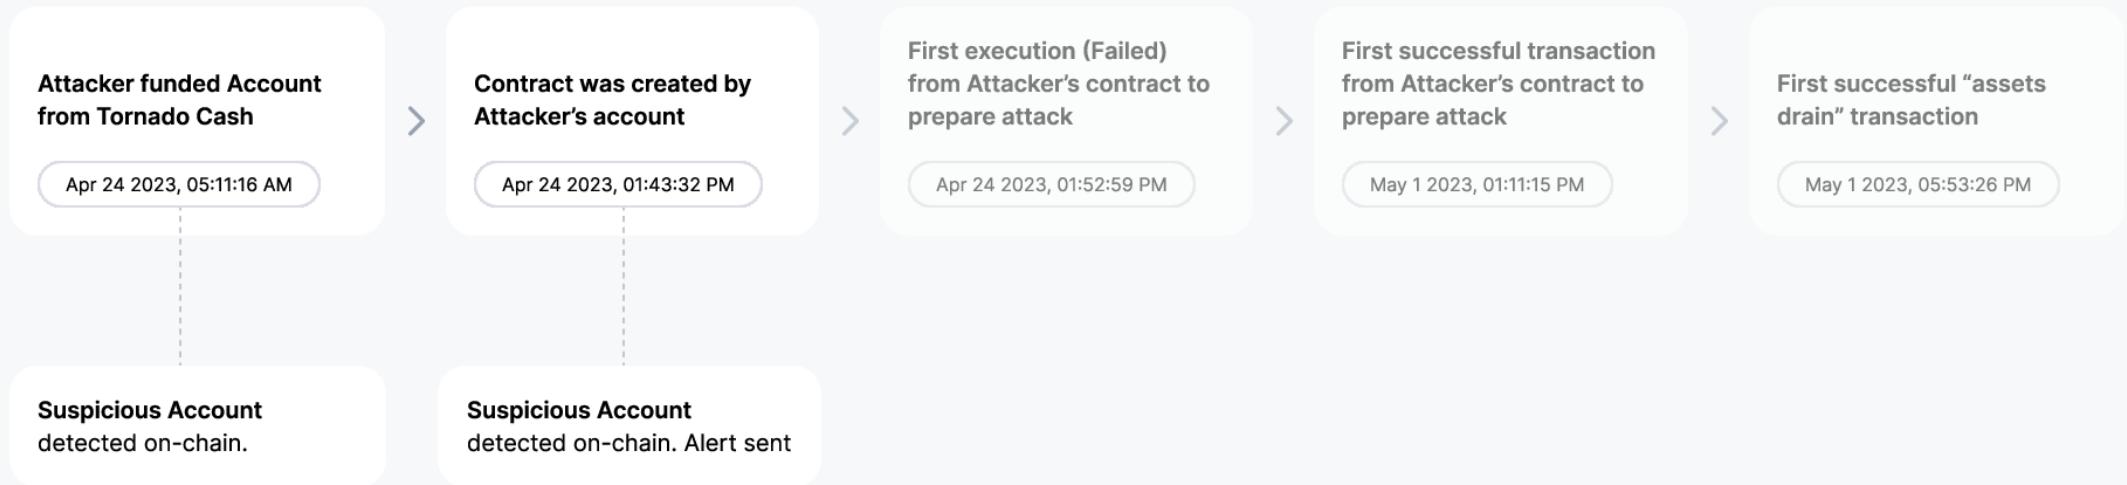 Attacker funded Account
from Tornado Cash
Apr 24 2023, 05:11:16 AM
Contract was created by
Attacker’s account
Apr 24 2023, 01:43:32 PM
First execution (Failed)
from Attacker’s contract to
prepare attack
Apr 24 2023, 01:52:59 PM
First successful transaction
from Attacker’s contract to
prepare attack
May 1 2023, 01:11:15 PM
First successful “assets
drain” transaction
May 1 2023, 05:53:26 PM
Suspicious Account
detected on-chain.
Suspicious Account
detected on-chain. Alert sent